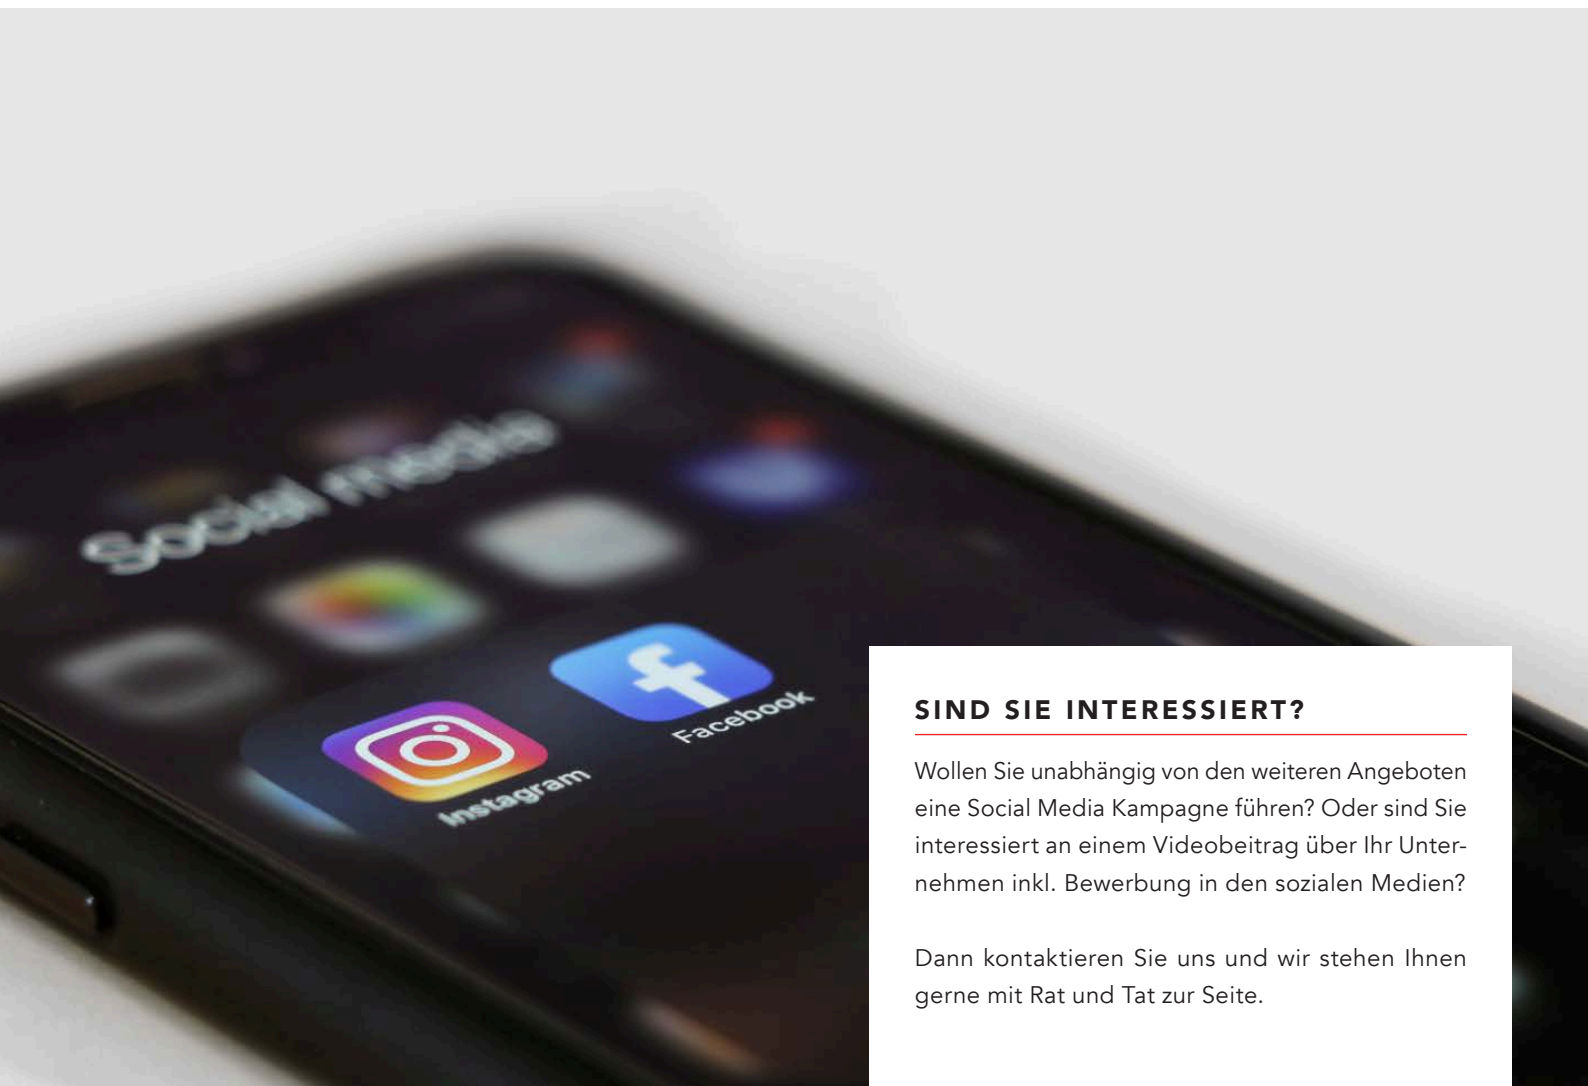 Social media
Instagram
Facebook
SIND SIE INTERESSIERT?
Wollen Sie unabhängig von den weiteren Angeboten
eine Social Media Kampagne führen? Oder sind Sie
interessiert an einem Videobeitrag über Ihr Unter-
nehmen inkl. Bewerbung in den sozialen Medien?
Dann kontaktieren Sie uns und wir stehen Ihnen
gerne mit Rat und Tat zur Seite.